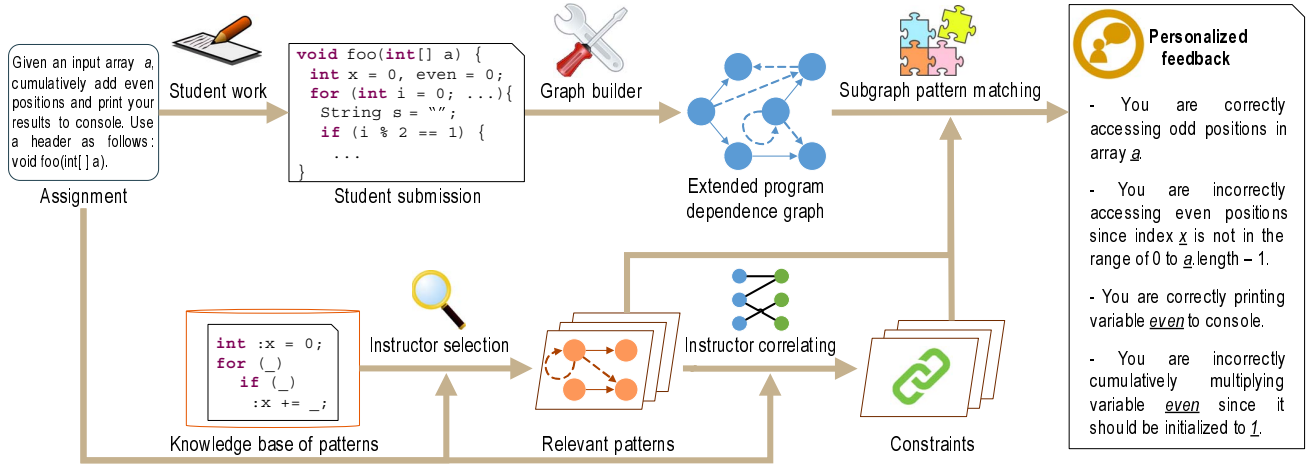 Given an input array a,
cumulatively add even
positions and print your
results to console. Use
a header as follows:
void foo(int[ ] a).
Assignment
Student work
void foo(int[] a) {
int x = 0, even = 0;
for (int i = 0; ...){
String s = “”;
if (i % 2 == 1) {
...
}
Student submission
Graph builder
Extended program
dependence graph
Subgraph pattern matching
Personalized
feedback
- You are correctly
accessing odd positions in
array a.
- You are incorrectly
accessing even positions
since index x is not in the
range of 0 to a.length – 1.
- You are correctly printing
variable even to console.
- You are incorrectly
cumulatively multiplying
variable even since it
should be initialized to 1.
int :x = 0;
for (_)
if (_)
:x += _;
Knowledge base of patterns
Instructor selection
Relevant patterns
Instructor correlating
Constraints